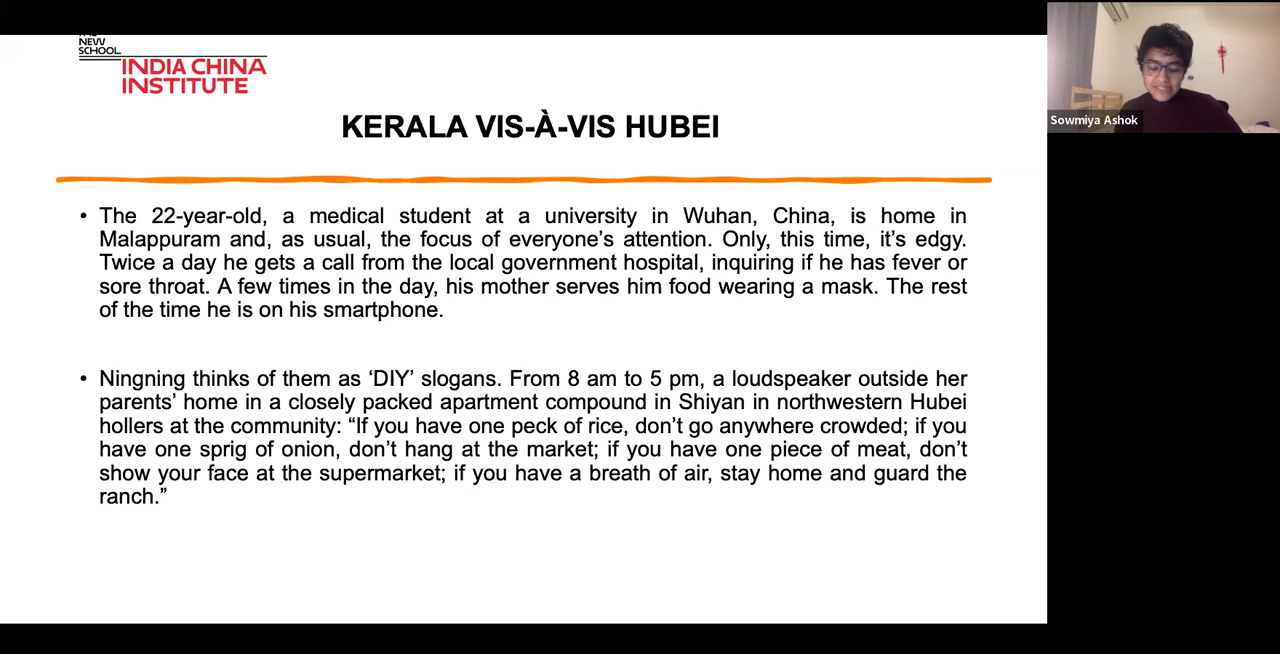 NEW
SCHOOL
INDIA CHINA
INSTITUTE
KERALA VIS-À-VIS HUBEI
• The 22-year-old, a medical student at a university in Wuhan, China, is home in
Malappuram and, as usual, the focus of everyone’s attention. Only, this time, it’s edgy.
Twice a day he gets a call from the local government hospital, inquiring if he has fever or
sore throat. A few times in the day, his mother serves him food wearing a mask. The rest
of the time he is on his smartphone.
• Ningning thinks of them as ‘DIY’ slogans. From 8 am to 5 pm, a loudspeaker outside her
parents’ home in a closely packed apartment compound in Shiyan in northwestern Hubei
hollers at the community: “If you have one peck of rice, don’t go anywhere crowded; if you
have one sprig of onion, don’t hang at the market; if you have one piece of meat, don’t
show your face at the supermarket; if you have a breath of air, stay home and guard the
ranch.”
Sowmiya Ashok